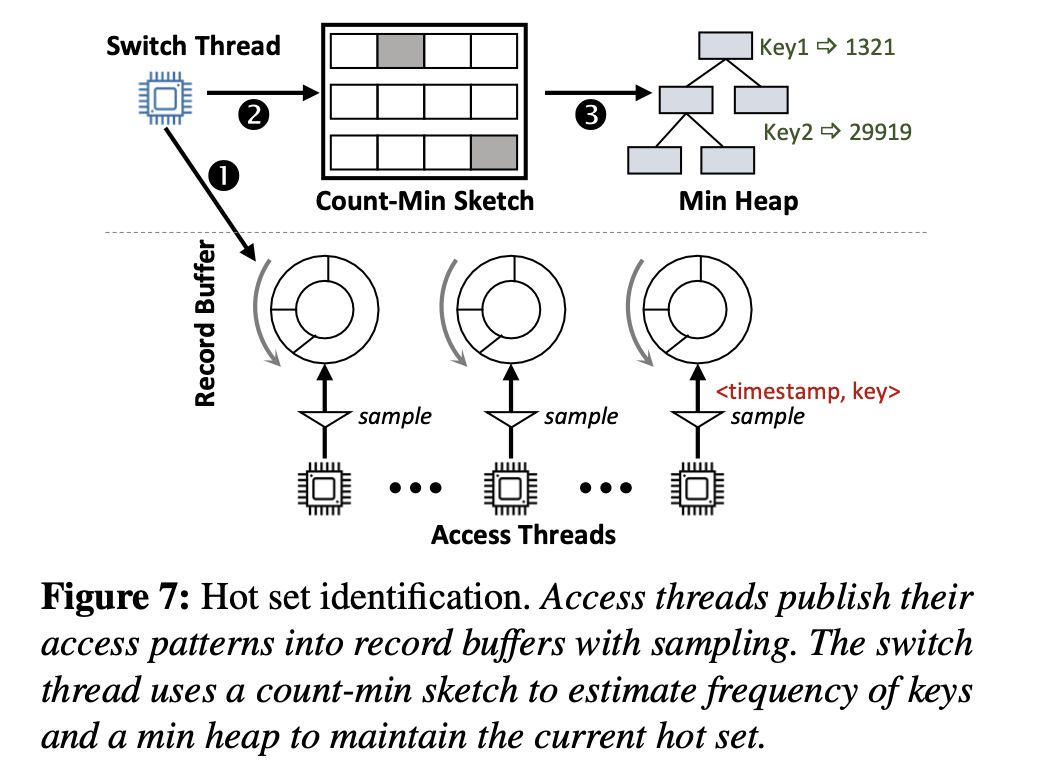 Switch Thread
❷
❸
Key1 ⇨ 1321
Key2 ⇨ 29919
❶
Count-Min Sketch
Min Heap
Record Buffer
<timestamp, key>
sample
sample
sample
•••
•••
Access Threads
Figure 7: Hot set identification. Access threads publish their
access patterns into record buffers with sampling. The switch
thread uses a count-min sketch to estimate frequency of keys
and a min heap to maintain the current hot set.